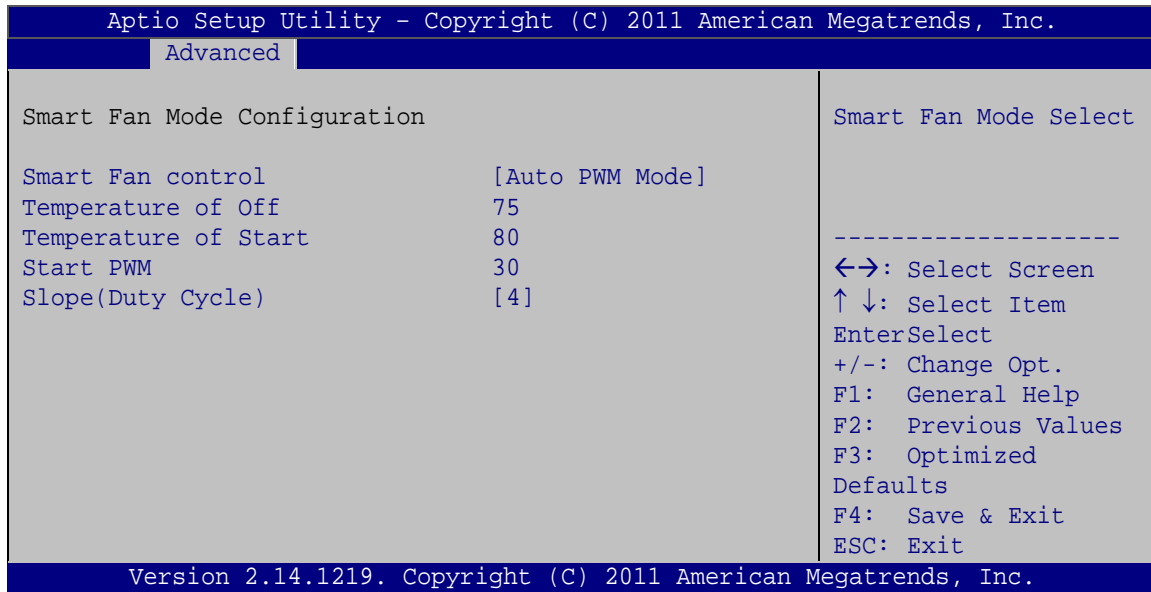 Aptio Setup Utility – Copyright (C) 2011 American Megatrends, Inc.
Advanced
Smart Fan Mode Configuration
Smart Fan control [Auto PWM Mode]
Temperature of Off 75
Temperature of Start 80
Start PWM 30
Slope(Duty Cycle) [4]
Smart Fan Mode Select
--------------------
←→: Select Screen
↑ ↓: Select Item
EnterSelect
+/-: Change Opt.
F1: General Help
F2: Previous Values
F3: Optimized
Defaults
F4: Save & Exit
ESC: Exit
Version 2.14.1219. Copyright (C) 2011 American Megatrends, Inc.